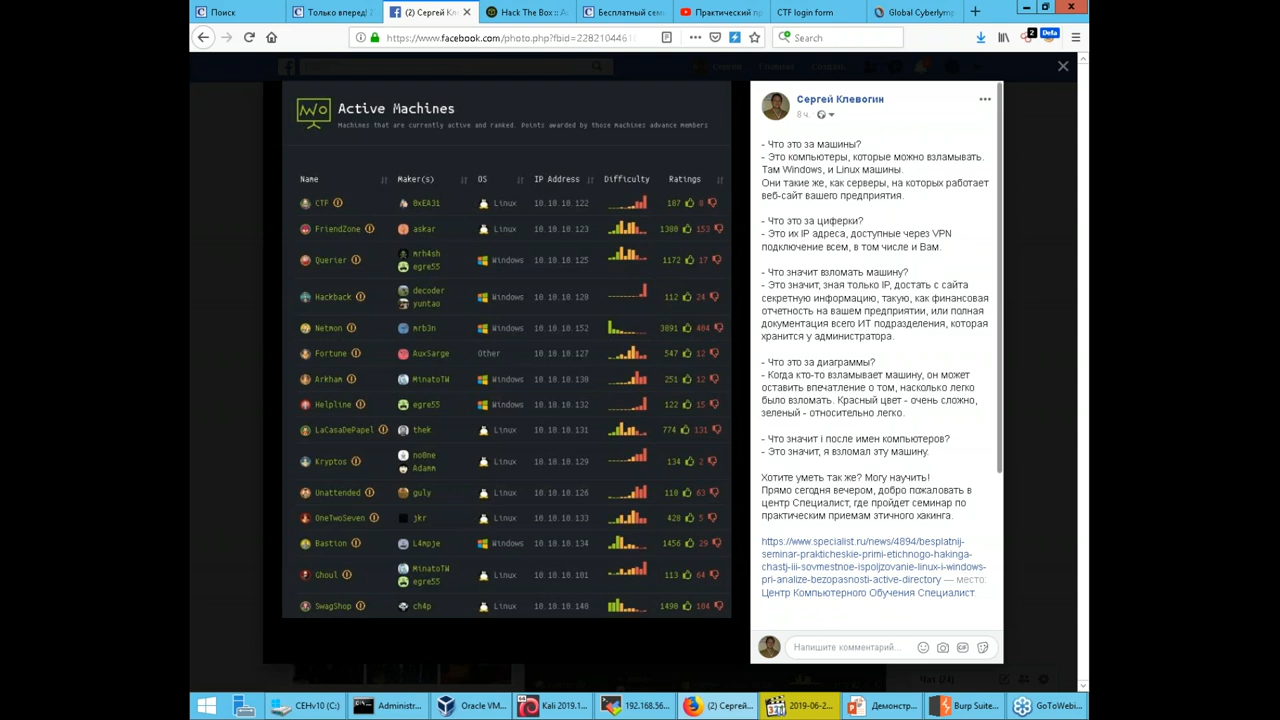 Поиск
Только вперед! 2
(2) Сергей Кл
Hack The Box :: A
Бесплатный сем
Практический пр
CTF login form
Global Cyberlymp
https://www.facebook.com/photo.php?fbid=22821044610
Search
2
Defa
Active Machines
Machines that are currently active and ranked. Points awarded by those machines advance members
Name Maker(s) OS IP Address Difficulty Ratings
CTF 0xEA31 Linux 10.10.10.122 187 8
FriendZone askar Linux 10.10.10.123 1380 153
Querier mrh4sh egre55 Windows 10.10.10.125 1172 17
Hackback decoder yuntao Windows 10.10.10.128 112 24
Netmon mrb3n Windows 10.10.10.152 3891 404
Fortune AuxSarge Other 10.10.10.127 547 12
Arkham MinatoTW Windows 10.10.10.130 251 12
Helpline egre55 Windows 10.10.10.132 122 15
LaCasaDePapel thek Linux 10.10.10.131 774 131
Kryptos no0ne Adamm Linux 10.10.10.129 134 2
Unattended guly Linux 10.10.10.126 110 63
OneTwoSeven jkr Linux 10.10.10.133 428 5
Bastion L4mpje Windows 10.10.10.134 1456 29
Ghoul MinatoTW egre55 Linux 10.10.10.101 113 64
SwagShop ch4p Linux 10.10.10.140 1490 104
Сергей Клевогин
8 ч.
- Что это за машины?
- Это компьютеры, которые можно взламывать.
Там Windows, и Linux машины.
Они такие же, как серверы, на которых работает
веб-сайт вашего предприятия.
- Что это за циферки?
- Это их IP адреса, доступные через VPN
подключение всем, в том числе и Вам.
- Что значит взломать машину?
- Это значит, зная только IP, достать с сайта
секретную информацию, такую, как финансовая
отчетность на вашем предприятии, или полная
документация всего ИТ подразделения, которая
хранится у администратора.
- Что это за диаграммы?
- Когда кто-то взламывает машину, он может
оставить впечатление о том, насколько легко
было взломать. Красный цвет - очень сложно,
зеленый - относительно легко.
- Что значит i после имен компьютеров?
- Это значит, я взломал эту машину.
Хотите уметь так же? Могу научить!
Прямо сегодня вечером, добро пожаловать в
центр Специалист, где пройдет семинар по
практическим приемам этичного хакинга.
https://www.specialist.ru/news/4894/besplatnij-
seminar-prakticheskie-primi-etichnogo-hakinga-
chastj-iii-sovmestnoe-ispoljzovanie-linux-i-windows-
pri-analize-bezopasnosti-active-directory — место:
Центр Компьютерного Обучения Специалист.
Напишите комментарий...
GIF
CEHv10 (C:)
Administrat...
Oracle VM...
Kali 2019.1...
192.168.56...
(2) Сергей...
2019-06-2...
Демонстр...
Burp Suite...
GoToWebi...